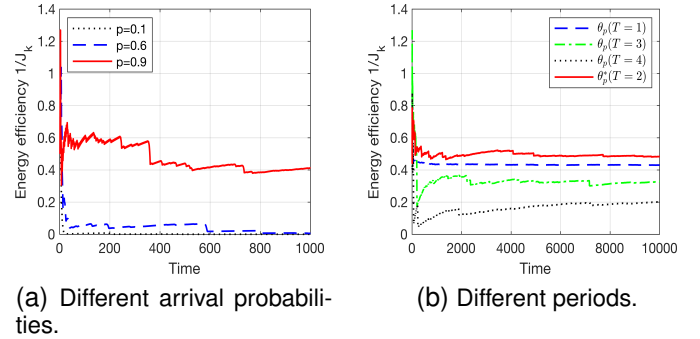 1.4
1.2
1
0.8
0.6
0.4
0.2
0
Energy efficiency 1/J_k
p=0.1
p=0.6
p=0.9
0 200 400 600 800 1000
Time
(a) Different arrival probabili-
ties.
1.4
1.2
1
0.8
0.6
0.4
0.2
0
Energy efficiency 1/J_k
θ_p(T = 1)
θ_p(T = 3)
θ_p(T = 4)
θ_p^*(T = 2)
0 2000 4000 6000 8000 10000
Time
(b) Different periods.